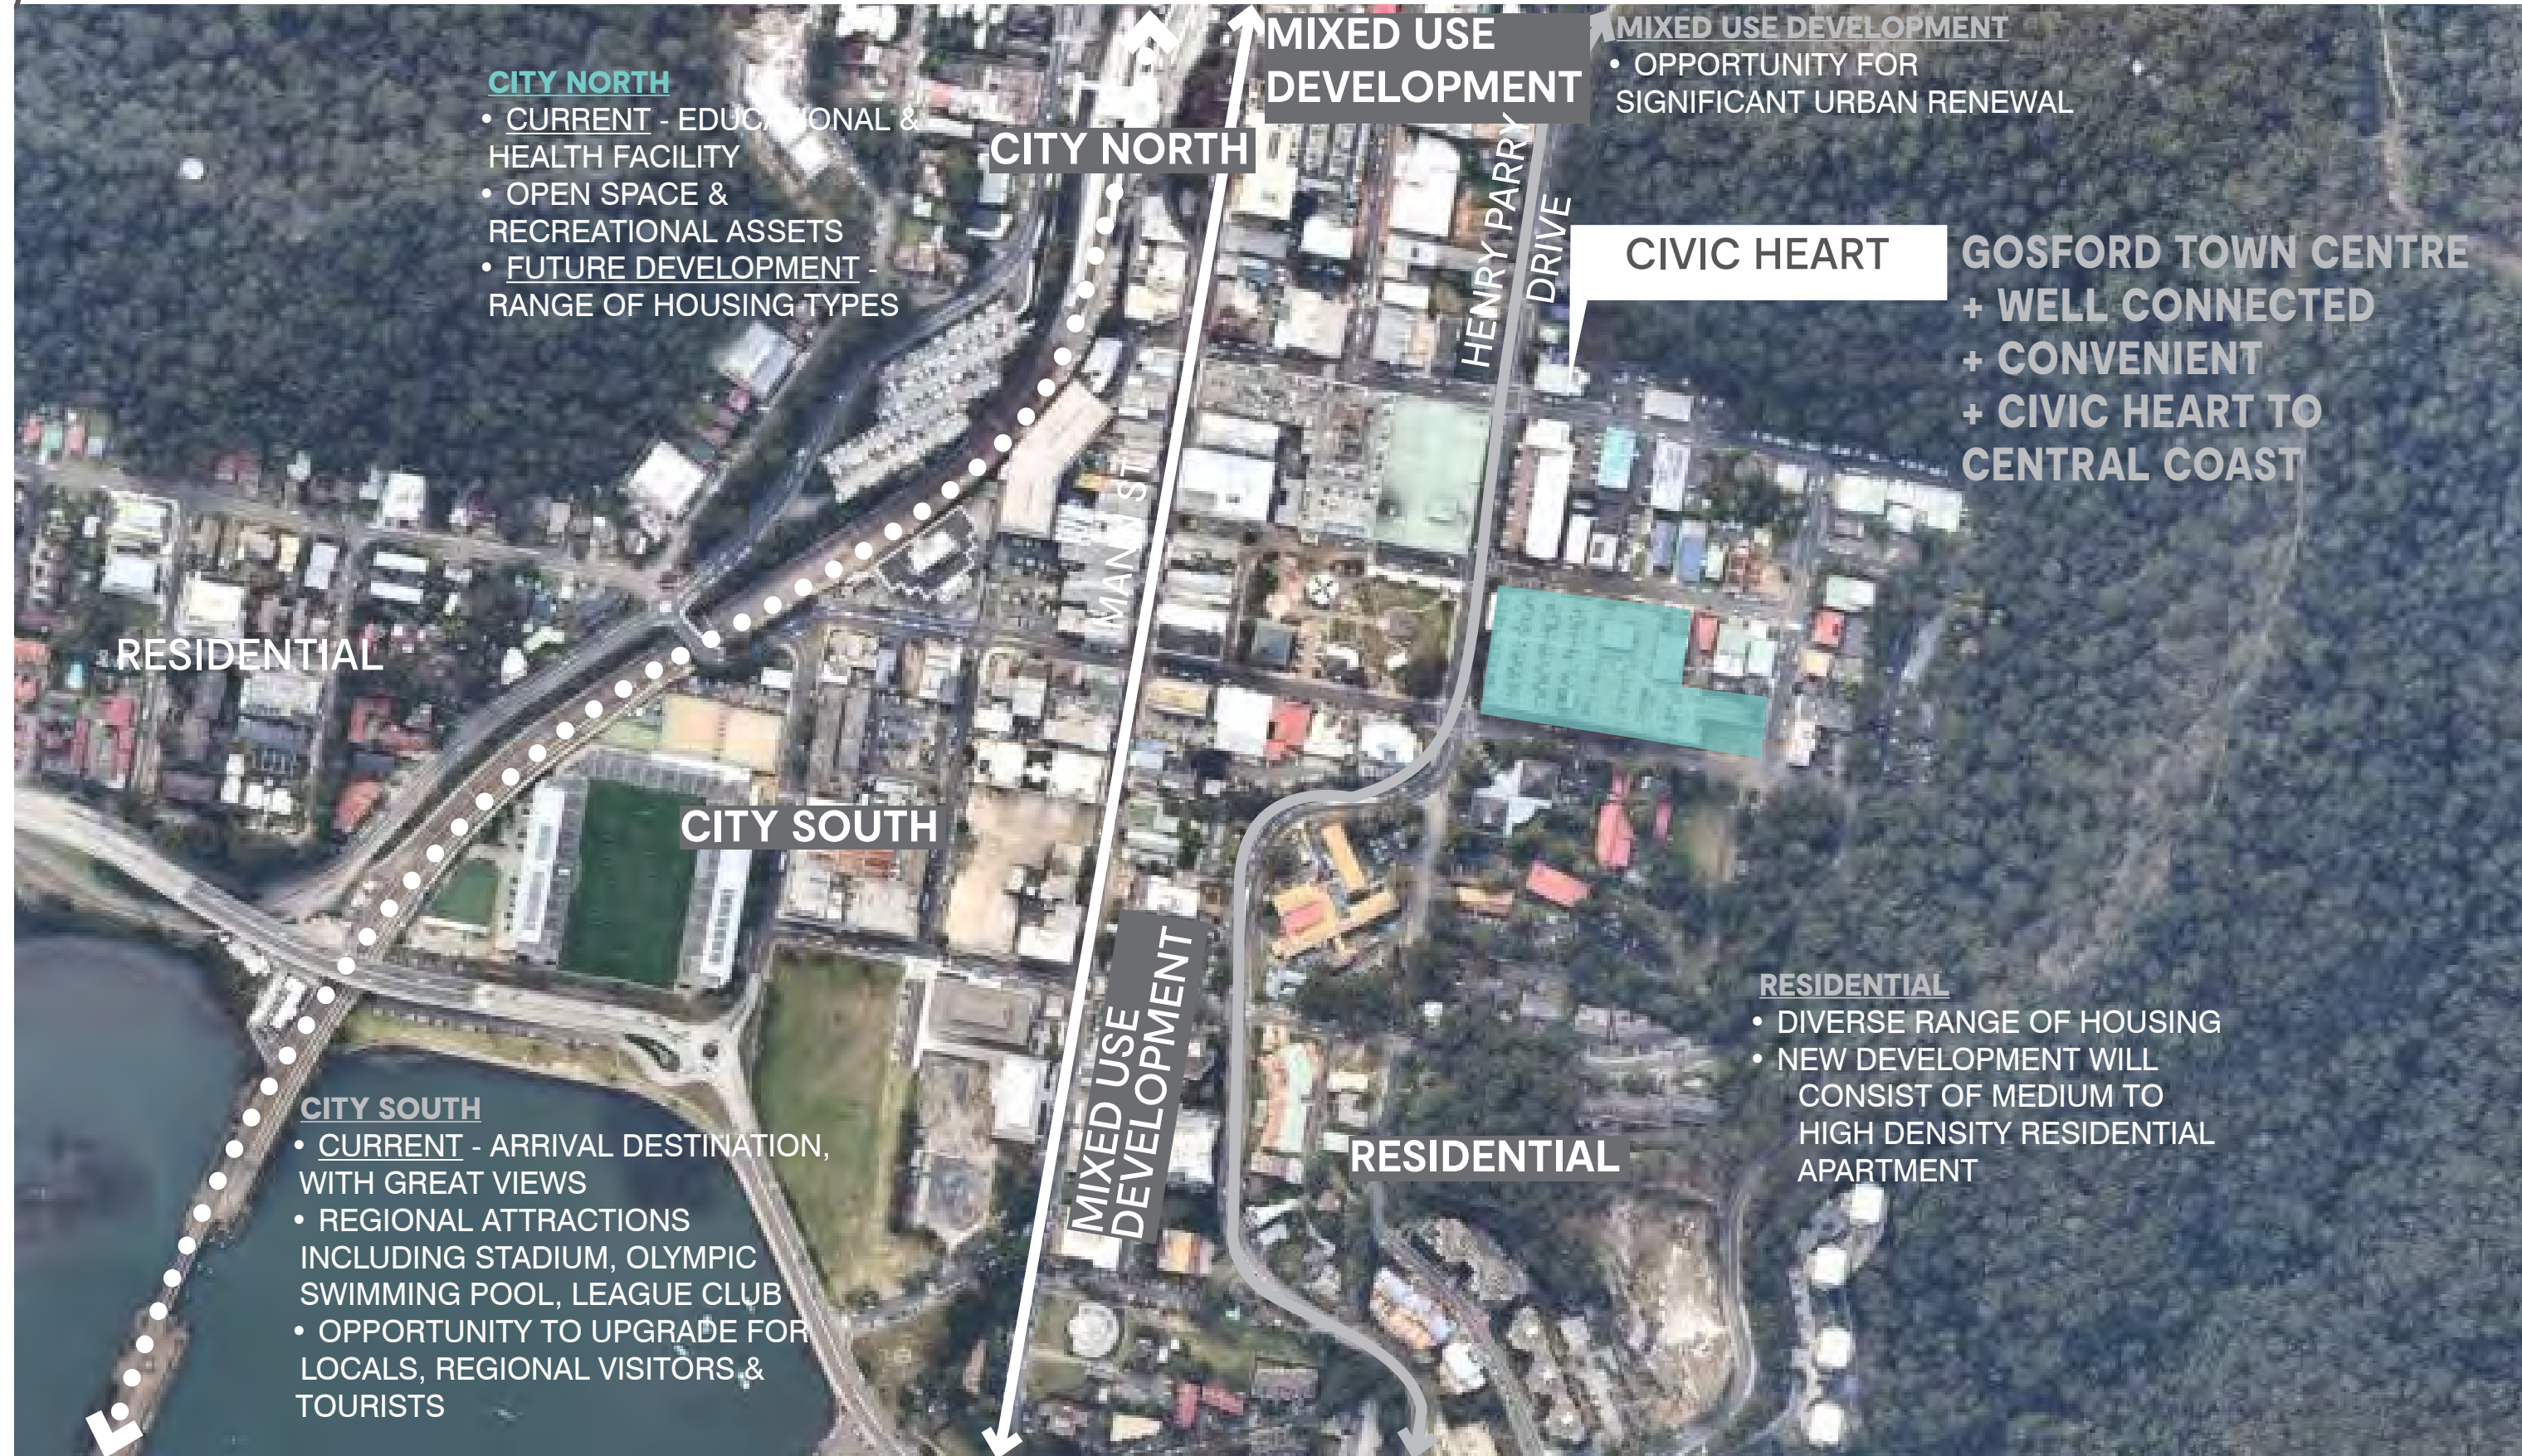 MIXED USE
DEVELOPMENT
MIXED USE DEVELOPMENT
• OPPORTUNITY FOR
SIGNIFICANT URBAN RENEWAL
CITY NORTH
• CURRENT - EDUCATIONAL &
HEALTH FACILITY
• OPEN SPACE &
RECREATIONAL ASSETS
• FUTURE DEVELOPMENT -
RANGE OF HOUSING TYPES
CITY NORTH
HENRY PARRY
DRIVE
CIVIC HEART
GOSFORD TOWN CENTRE
+ WELL CONNECTED
+ CONVENIENT
+ CIVIC HEART TO
CENTRAL COAST
MANN ST
RESIDENTIAL
CITY SOUTH
MIXED USE
DEVELOPMENT
RESIDENTIAL
• DIVERSE RANGE OF HOUSING
• NEW DEVELOPMENT WILL
CONSIST OF MEDIUM TO
HIGH DENSITY RESIDENTIAL
APARTMENT
CITY SOUTH
• CURRENT - ARRIVAL DESTINATION,
WITH GREAT VIEWS
• REGIONAL ATTRACTIONS
INCLUDING STADIUM, OLYMPIC
SWIMMING POOL, LEAGUE CLUB
• OPPORTUNITY TO UPGRADE FOR
LOCALS, REGIONAL VISITORS &
TOURISTS
RESIDENTIAL